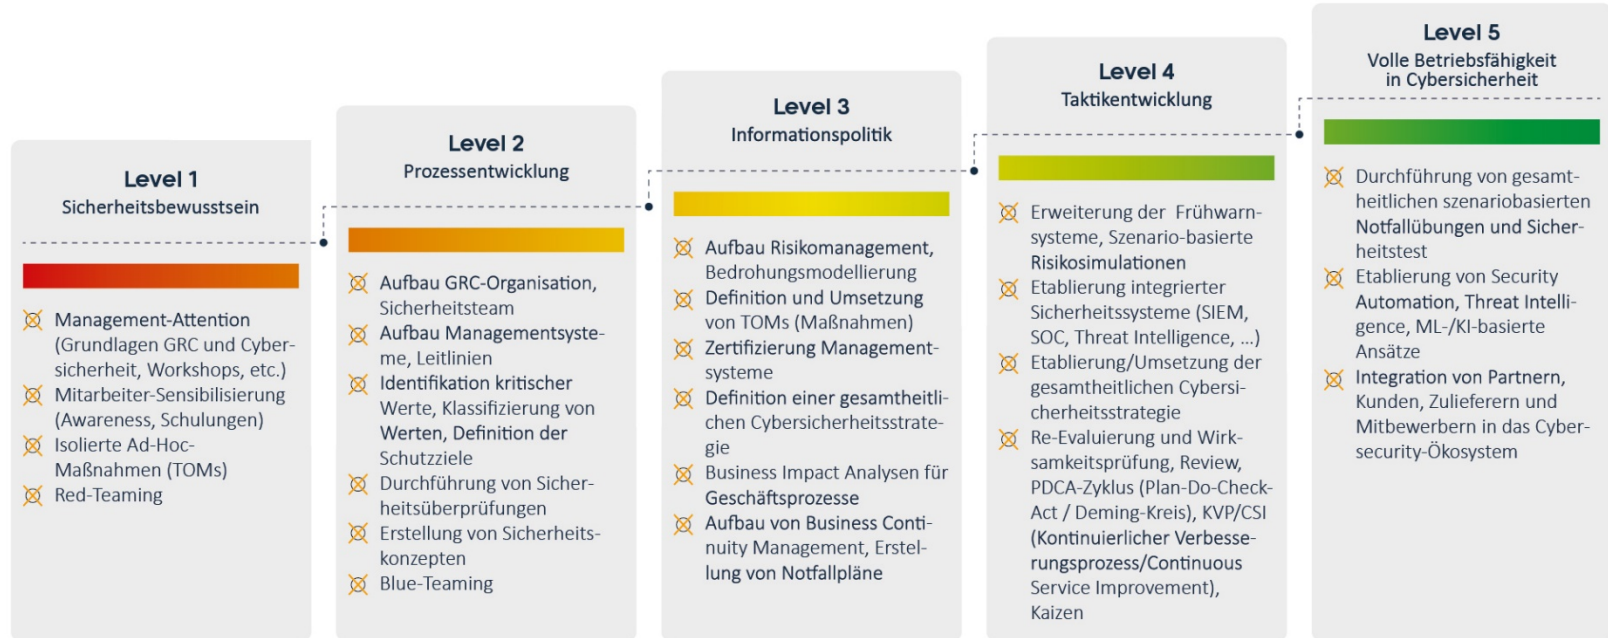 Level 1
Sicherheitsbewusstsein
Management-Attention
(Grundlagen GRC und Cyber-
sicherheit, Workshops, etc.)
Mitarbeiter-Sensibilisierung
(Awareness, Schulungen)
Isolierte Ad-Hoc-
Maßnahmen (TOMs)
Red-Teaming
Level 2
Prozessentwicklung
Aufbau GRC-Organisation,
Sicherheitsteam
Aufbau Managementsyste-
me, Leitlinien
Identifikation kritischer
Werte, Klassifizierung von
Werten, Definition der
Schutzziele
Durchführung von Sicher-
heitsüberprüfungen
Erstellung von Sicherheits-
konzepten
Blue-Teaming
Level 3
Informationspolitik
Aufbau Risikomanagement,
Bedrohungsmodellierung
Definition und Umsetzung
von TOMs (Maßnahmen)
Zertifizierung Management-
systeme
Definition einer gesamtheitli-
chen Cybersicherheitsstrate-
gie
Business Impact Analysen für
Geschäftsprozesse
Aufbau von Business Conti-
nuity Management, Erstel-
lung von Notfallpläne
Level 4
Taktikentwicklung
Erweiterung der Frühwarn-
systeme, Szenario-basierte
Risikosimulationen
Etablierung integrierter
Sicherheitssysteme (SIEM,
SOC, Threat Intelligence, ...)
Etablierung/Umsetzung der
gesamtheitlichen Cybersi-
cherheitsstrategie
Re-Evaluierung und Wirk-
samkeitsprüfung, Review,
PDCA-Zyklus (Plan-Do-Check-
Act / Deming-Kreis), KVP/CSI
(Kontinuierlicher Verbesse-
rungsprozess/Continuous
Service Improvement),
Kaizen
Level 5
Volle Betriebsfähigkeit
in Cybersicherheit
Durchführung von gesamt-
heitlichen szenariobasierten
Notfallübungen und Sicher-
heitstest
Etablierung von Security
Automation, Threat Intelli-
gence, ML-/KI-basierte
Ansätze
Integration von Partnern,
Kunden, Zulieferern und
Mitbewerbern in das Cyber-
security-Ökosystem